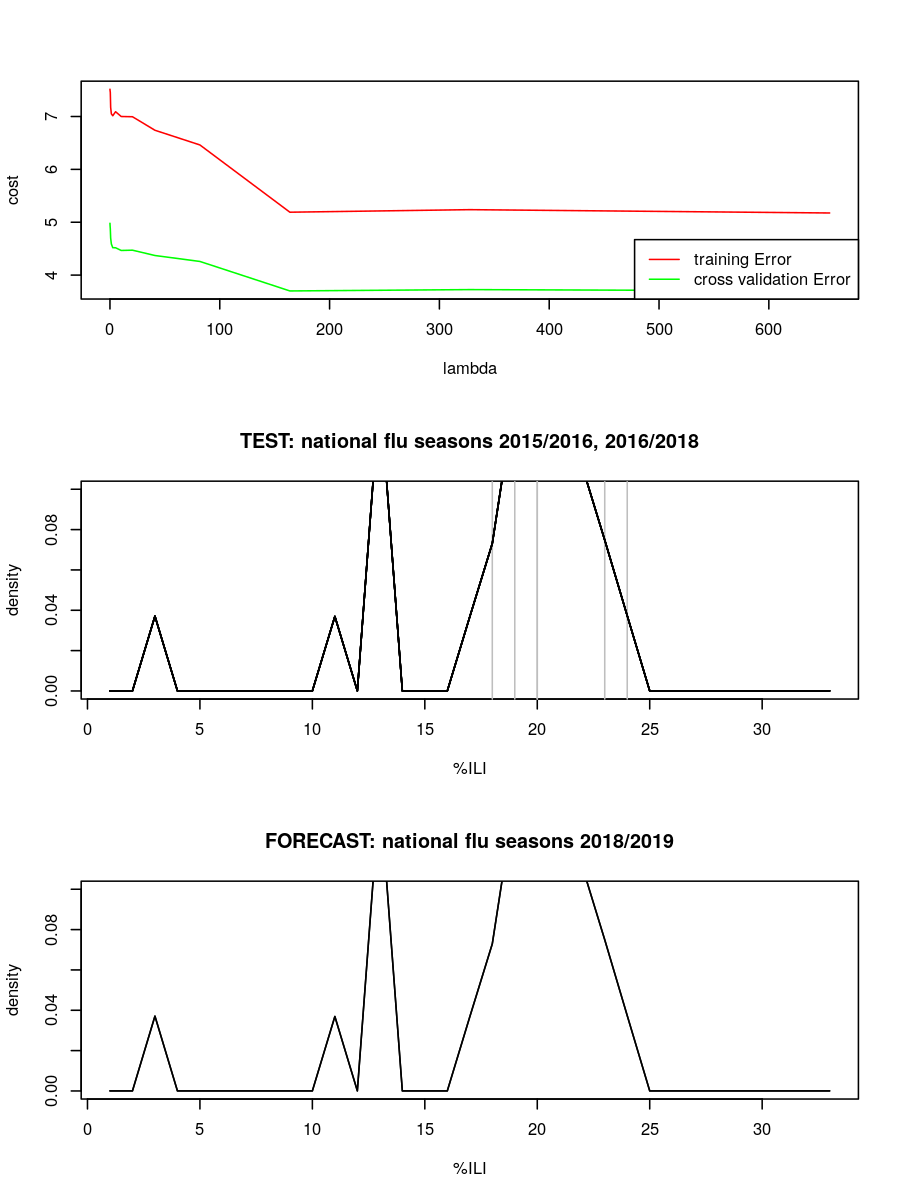 7
6
5
4
cost
training Error
cross validation Error
0 100 200 300 400 500 600
lambda
TEST: national flu seasons 2015/2016, 2016/2018
0.08
0.04
0.00
density
0 5 10 15 20 25 30
%ILI
FORECAST: national flu seasons 2018/2019
0.08
0.04
0.00
density
0 5 10 15 20 25 30
%ILI